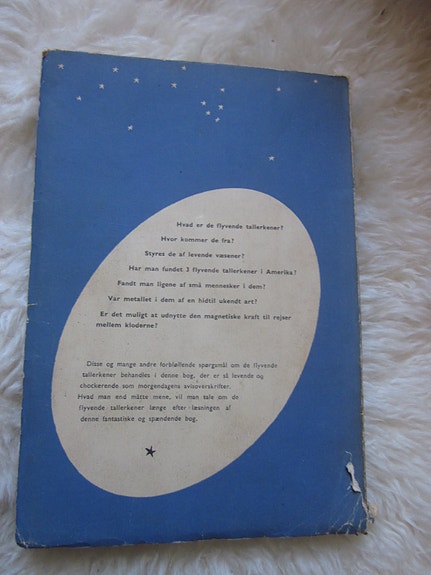 Hvad er de flyvende tallerkener?
Hvor kommer de fra?
Styres de af levende væsener?
Har man fundet 3 flyvende tallerkener i Amerika?
Fandt man ligene af små mennesker i dem?
Var metallet i dem af en hidtil ukendt art?
Er det muligt at udnytte den magnetiske kraft til rejser
mellem kloderne?
Disse og mange andre forbløffende spørgsmål om de flyvende
tallerkener behandles i denne bog, der er så levende og
chockerende som morgendagens avisoverskrifter.
Hvad man end måtte mene, vil man tale om de
flyvende tallerkener længe efter læsningen af
denne fantastiske og spændende bog.